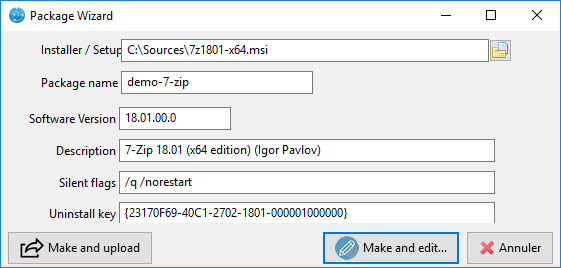 Package Wizard
Installer / Setup C:\Sources\7z1801-x64.msi
Package name demo-7-zip
Software Version 18.01.00.0
Description 7-Zip 18.01 (x64 edition) (Igor Pavlov)
Silent flags /q /norestart
Uninstall key {23170F69-40C1-2702-1801-000001000000}
Make and upload Make and edit... Annuler